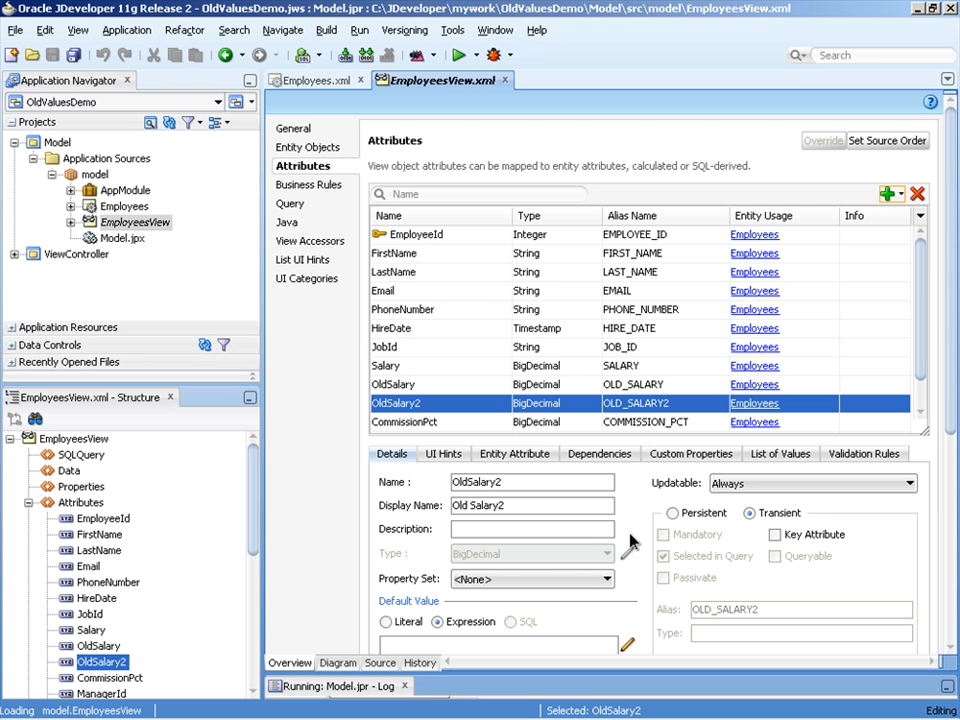 Oracle JDeveloper 11g Release 2 - OldValuesDemo.jws : Model.jpr : C:\JDeveloper\mywork\OldValuesDemo\Model\src\model\EmployeesView.xml
File Edit View Application Refactor Search Navigate Build Run Versioning Tools Window Help
Search
Application Navigator
Employees.xml
EmployeesView.xml
OldValuesDemo
Projects
Model
Application Sources
model
AppModule
Employees
EmployeesView
Model.jpx
ViewController
Application Resources
Data Controls
Recently Opened Files
EmployeesView.xml - Structure
EmployeesView
SQLQuery
Data
Properties
Attributes
EmployeeId
FirstName
LastName
Email
PhoneNumber
HireDate
JobId
Salary
OldSalary
OldSalary2
CommissionPct
ManagerId
General
Entity Objects
Attributes
Business Rules
Query
Java
View Accessors
List UI Hints
UI Categories
Attributes
Override Set Source Order
View object attributes can be mapped to entity attributes, calculated or SQL-derived.
Name
Name Type Alias Name Entity Usage Info
EmployeeId Integer EMPLOYEE_ID Employees
FirstName String FIRST_NAME Employees
LastName String LAST_NAME Employees
Email String EMAIL Employees
PhoneNumber String PHONE_NUMBER Employees
HireDate Timestamp HIRE_DATE Employees
JobId String JOB_ID Employees
Salary BigDecimal SALARY Employees
OldSalary BigDecimal OLD_SALARY Employees
OldSalary2 BigDecimal OLD_SALARY2 Employees
CommissionPct BigDecimal COMMISSION_PCT Employees
Details UI Hints Entity Attribute Dependencies Custom Properties List of Values Validation Rules
Name : OldSalary2
Display Name: Old Salary2
Description:
Type : BigDecimal
Property Set: <None>
Default Value
Literal Expression SQL
Updatable: Always
Persistent Transient
Mandatory Key Attribute
Selected in Query Queryable
Passivate
Alias: OLD_SALARY2
Type:
Overview Diagram Source History
Running: Model.jpr - Log
Loading model.EmployeesView
Selected: OldSalary2
Editing